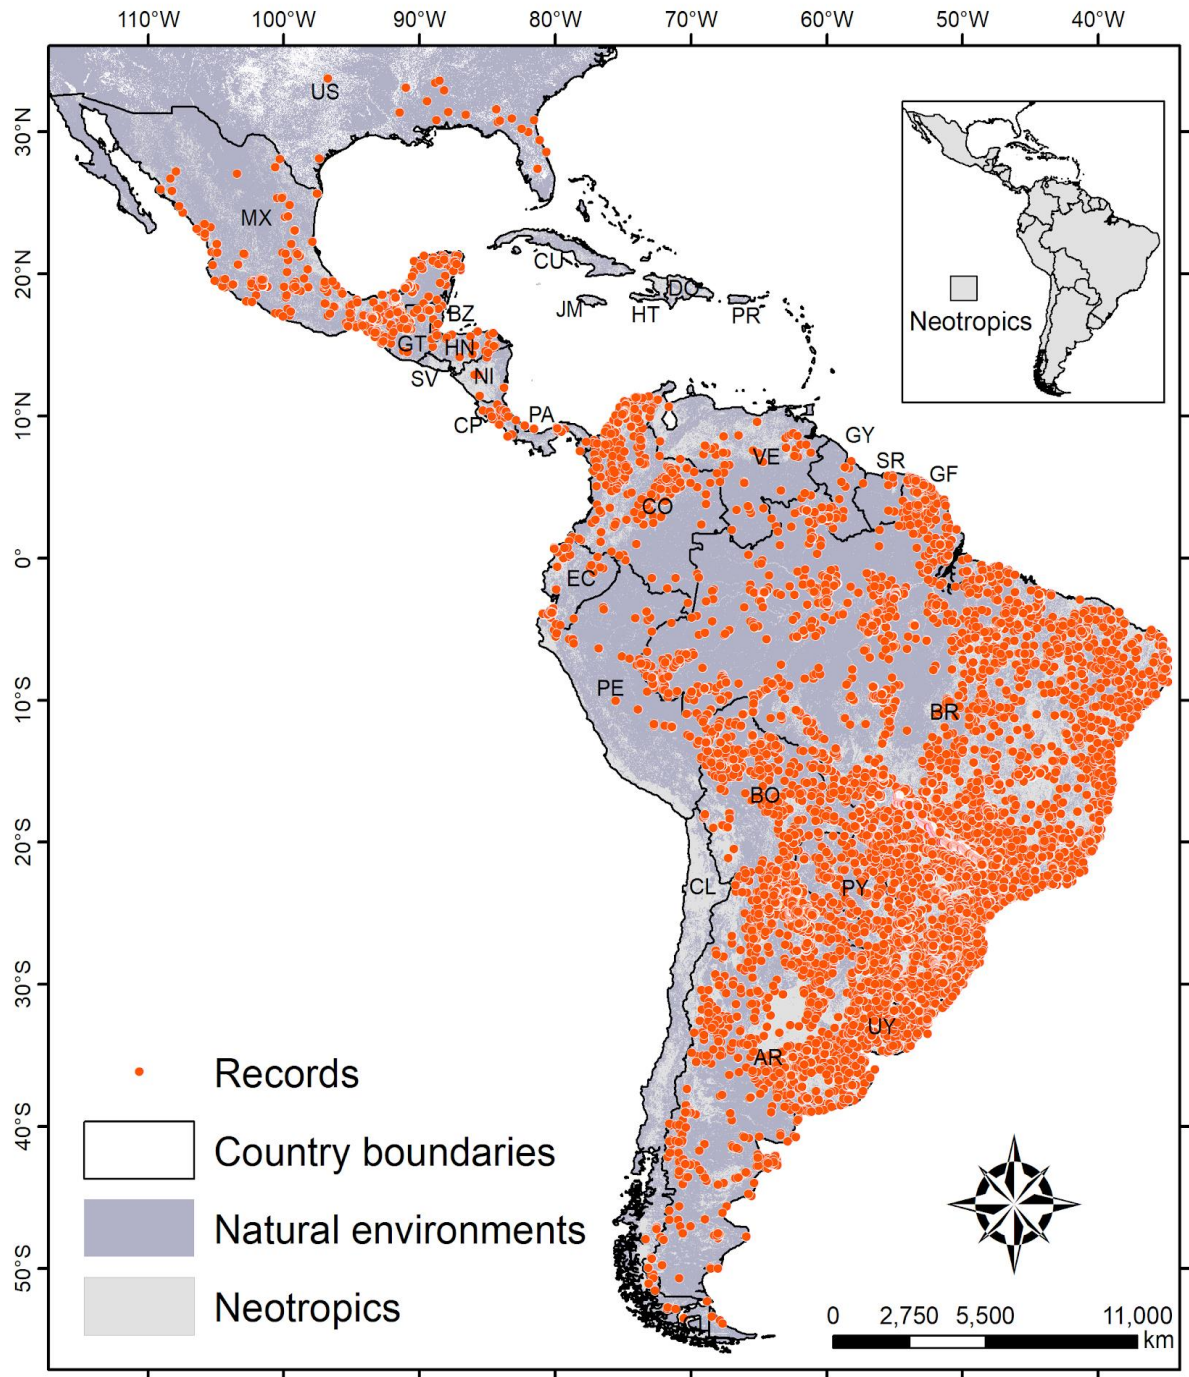 110°W 100°W 90°W 80°W 70°W 60°W 50°W 40°W
30°N
20°N
10°N
0°
10°S
20°S
30°S
40°S
50°S
US
MX
CU
DO
JM
HT
PR
BZ
GT
HN
SV
NI
CP
PA
VE
GY
SR
GF
CO
EC
PE
BR
BO
PY
CL
UY
AR
Neotropics
Records
Country boundaries
Natural environments
Neotropics
0 2,750 5,500 11,000
km